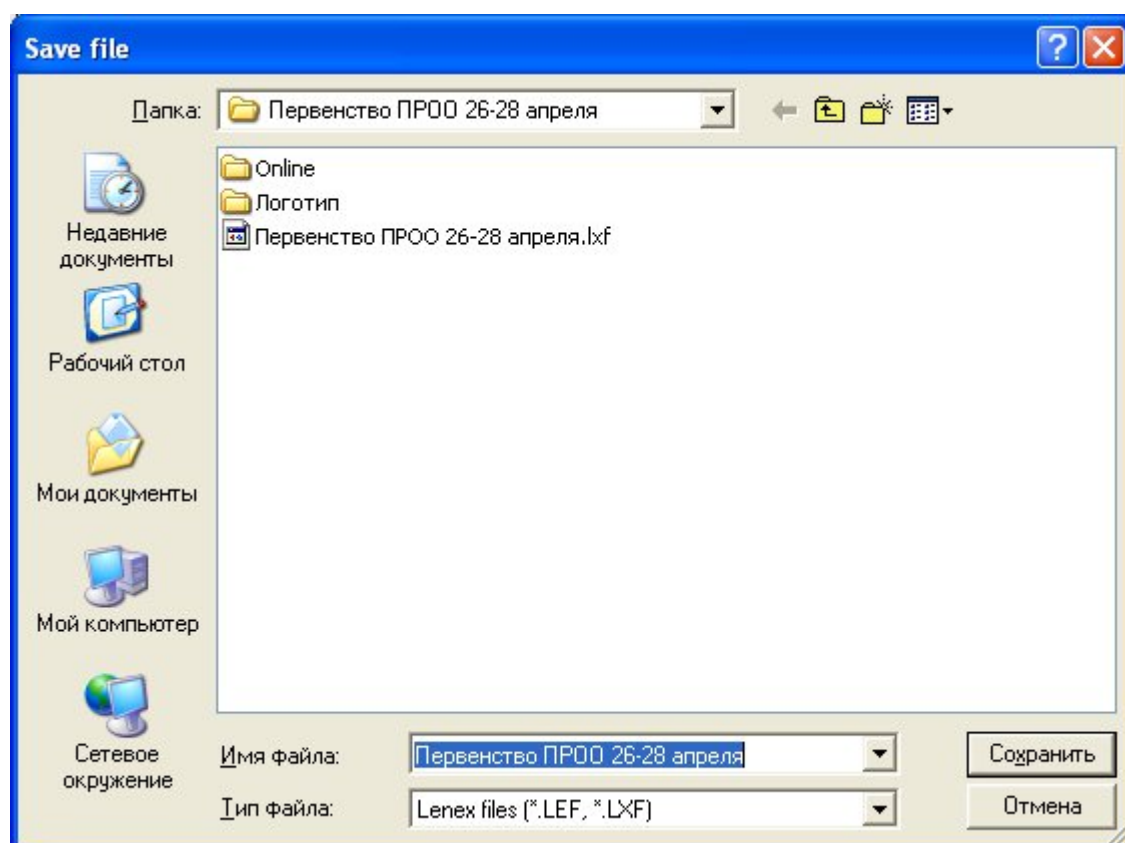 Save file
Папка:
Первенство ПРОО 26-28 апреля
Online
Логотип
Первенство ПРОО 26-28 апреля.lxf
Недавние
документы
Рабочий стол
Мои документы
Мой компьютер
Сетевое
окружение
Имя файла:
Первенство ПРОО 26-28 апреля
Сохранить
Тип файла:
Lenex files (*.LEF, *.LXF)
Отмена